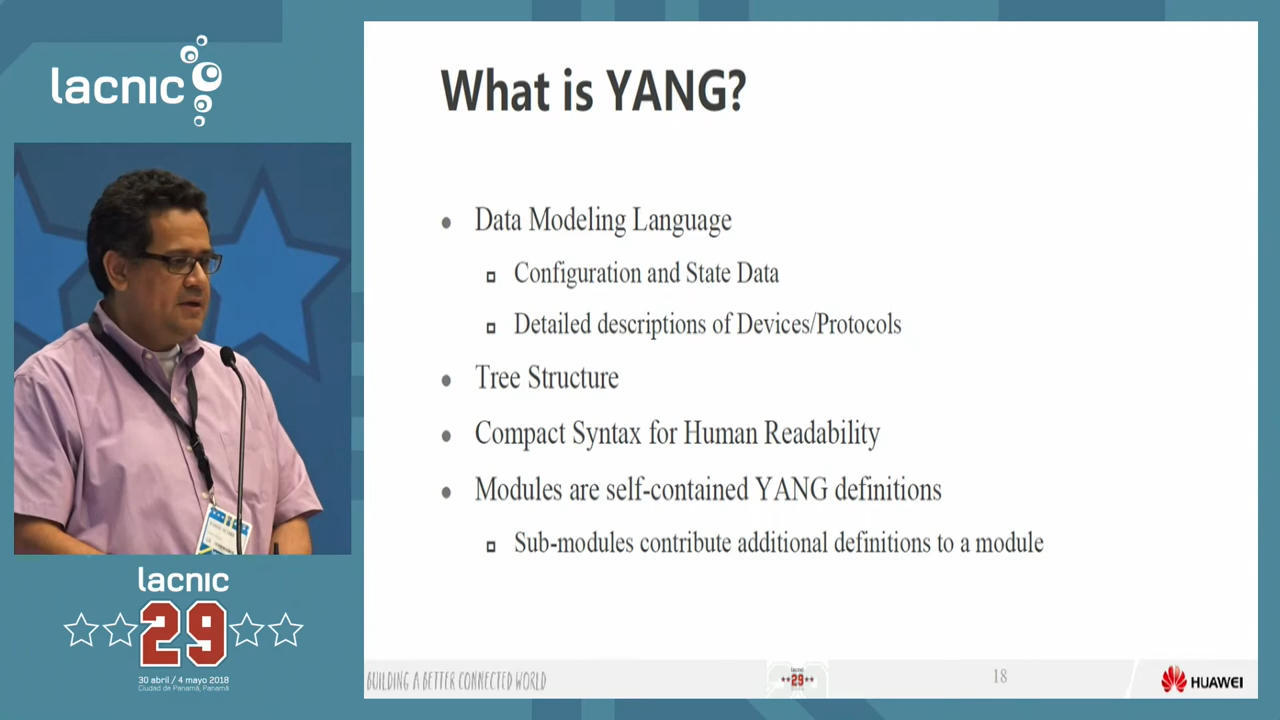 lacnic
What is YANG?
Data Modeling Language
Configuration and State Data
Detailed descriptions of Devices/Protocols
Tree Structure
Compact Syntax for Human Readability
Modules are self-contained YANG definitions
Sub-modules contribute additional definitions to a module
lacnic
29
30 abril / 4 mayo 2018
Ciudad de Panamá, Panamá
BUILDING A BETTER CONNECTED WORLD
lacnic
29
18
HUAWEI